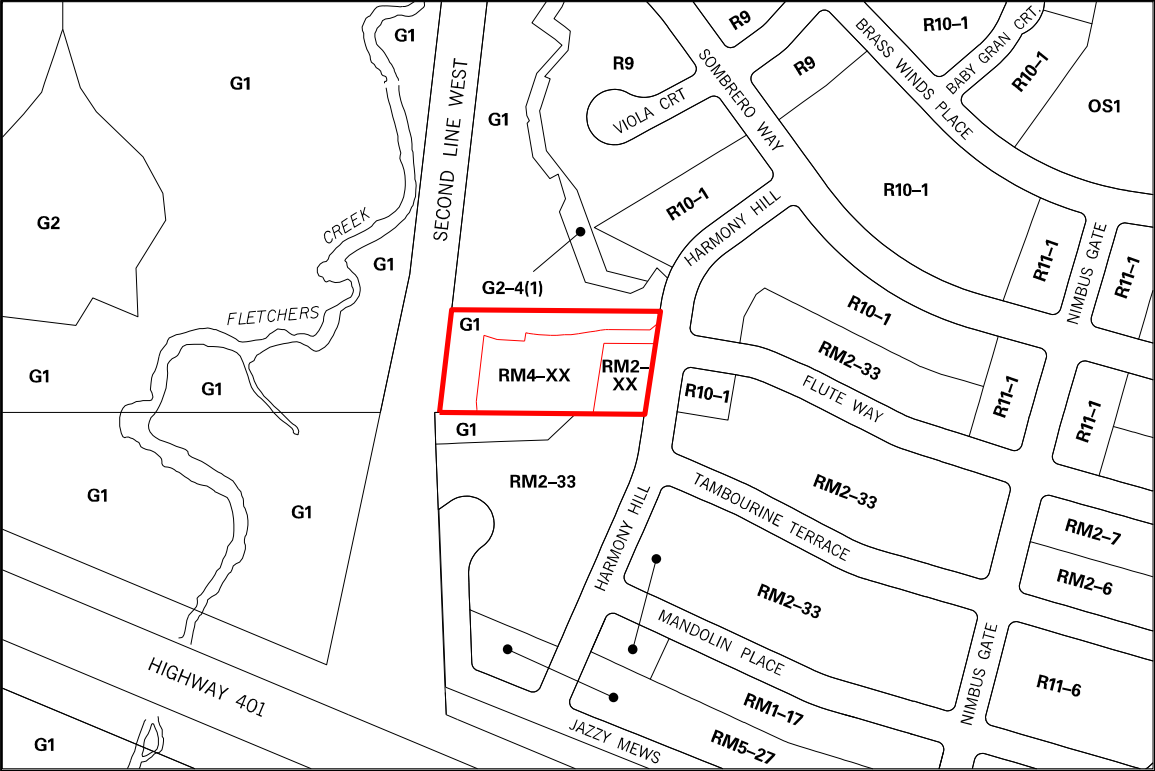 G1
R9
R10–1
BABY GRAN CRT.
G1
R9
R9
BRASS WINDS PLACE
R10–1
OS1
G1
SECOND LINE WEST
G1
VIOLA CRT
SOMBRERO WAY
R10–1
G2
CREEK
R10–1
HARMONY HILL
G1
NIMBUS GATE
R11–1
R11–1
G2–4(1)
FLETCHERS
G1
R10–1
RM2–33
G1
G1
RM4–XX
RM2–
XX
R10–1
FLUTE WAY
R11–1
R11–1
G1
RM2–33
RM2–33
G1
G1
TAMBOURINE TERRACE
RM2–7
HARMONY HILL
RM2–6
RM2–33
MANDOLIN PLACE
NIMBUS GATE
HIGHWAY 401
R11–6
RM1–17
G1
JAZZY MEWS
RM5–27